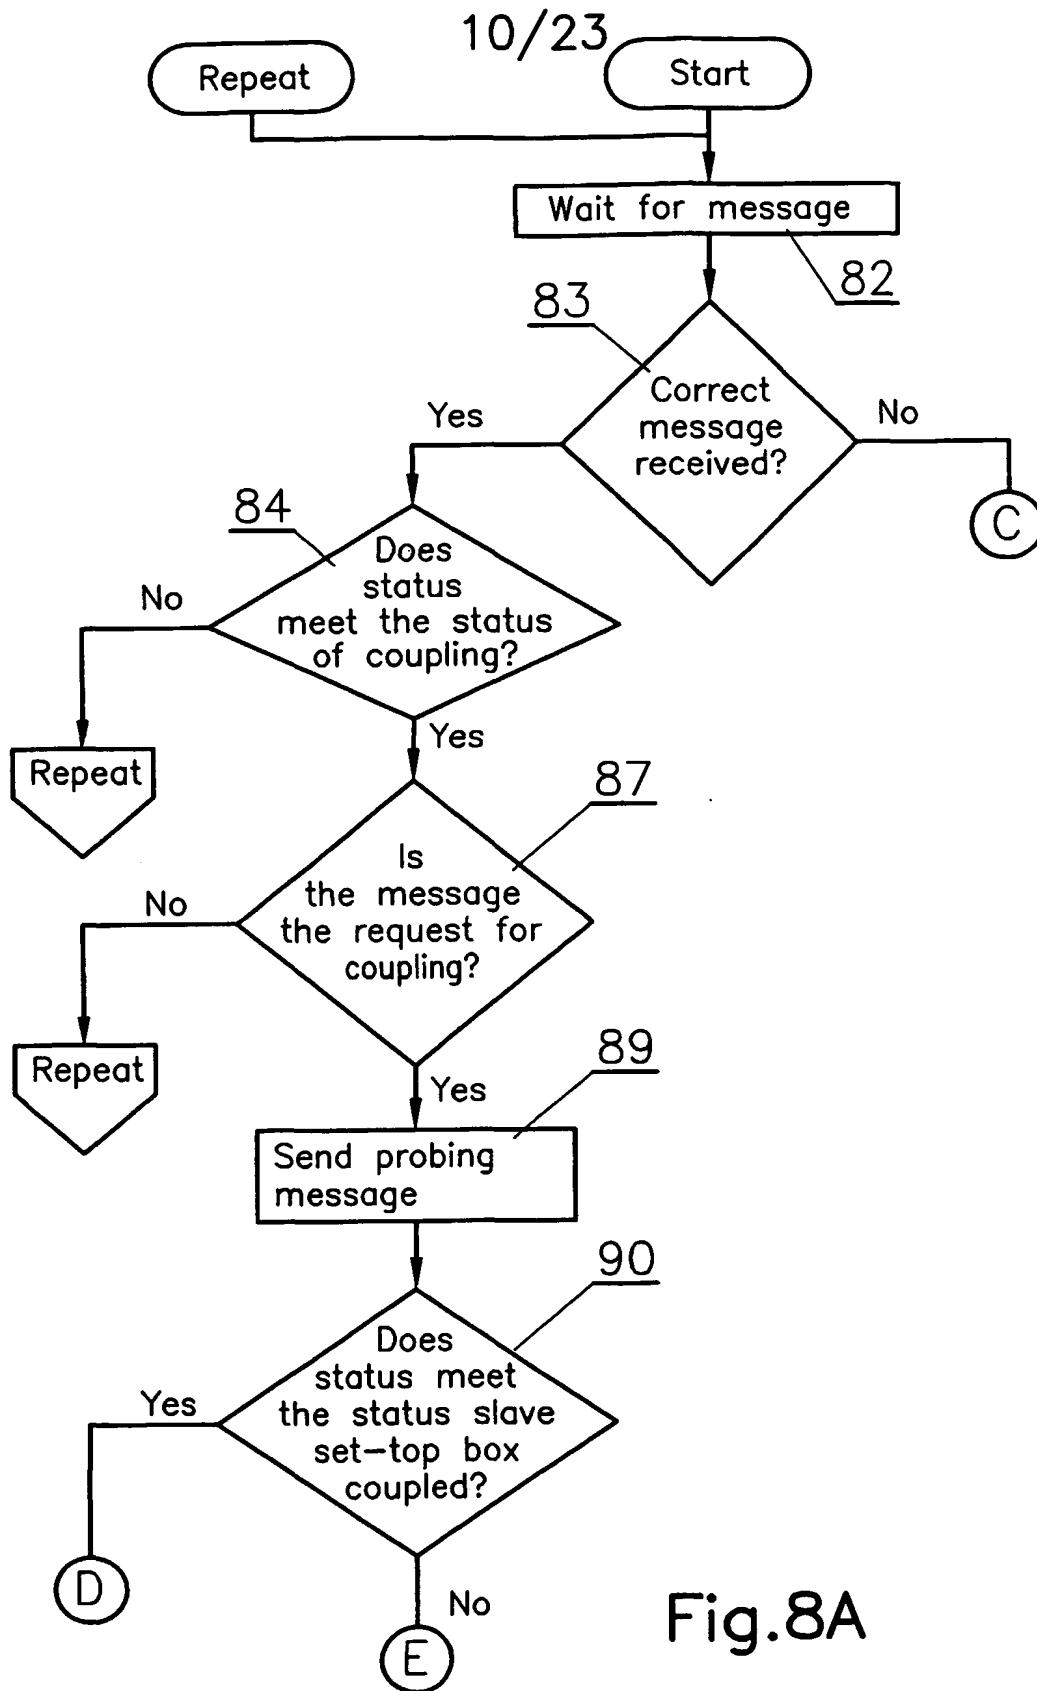 10/23
Repeat
Start
Wait for message
82
83
Correct
message
received?
Yes
No
C
84
Does
status
meet the status
of coupling?
No
Yes
Repeat
87
Is
the message
the request for
coupling?
No
Repeat
Yes
89
Send probing
message
90
Does
status meet
the status slave
set-top box
coupled?
Yes
D
No
E
Fig.8A